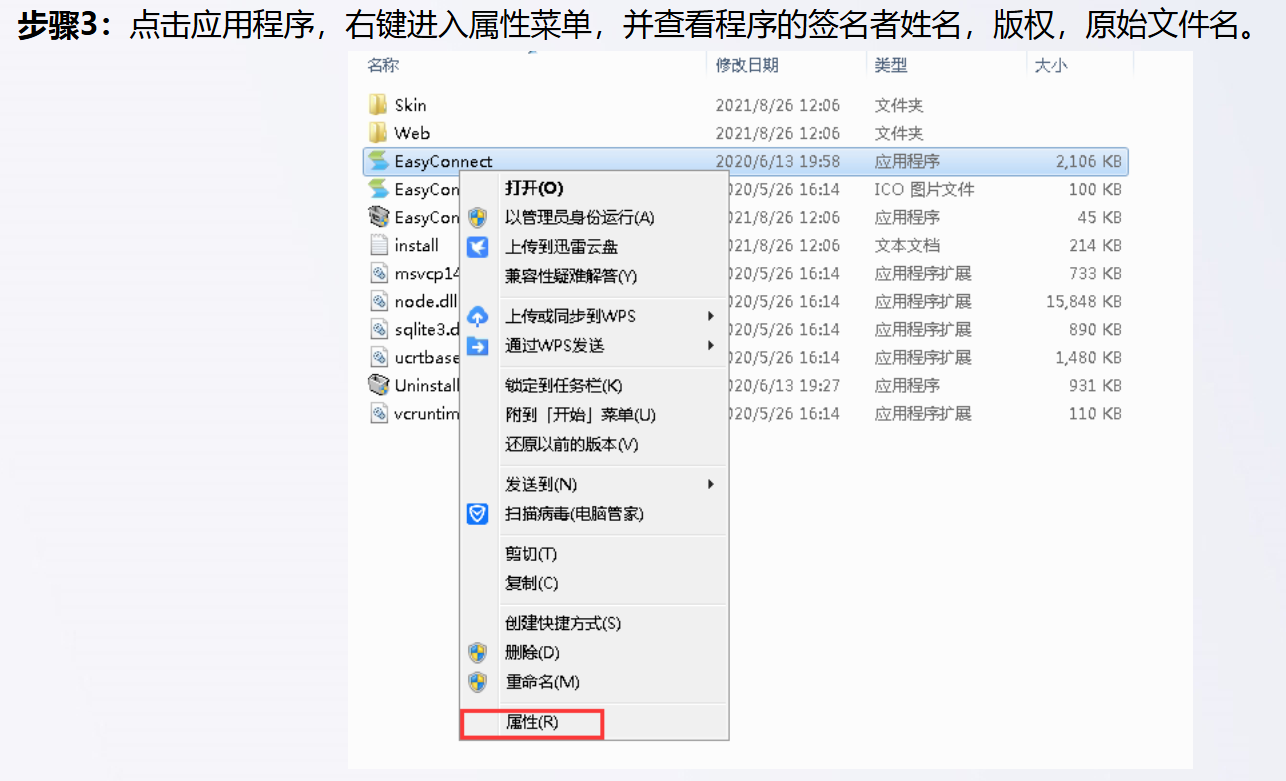 步骤3：点击应用程序，右键进入属性菜单，并查看程序的签名者姓名，版权，原始文件名。
名称 修改日期 类型 大小
Skin 2021/8/26 12:06 文件夹
Web 2021/8/26 12:06 文件夹
EasyConnect 2020/6/13 19:58 应用程序 2,106 KB
EasyCon 020/5/26 16:14 ICO 图片文件 100 KB
EasyCon 021/8/26 12:06 应用程序 45 KB
install 021/8/26 12:06 文本文档 214 KB
msvcp14 020/5/26 16:14 应用程序扩展 733 KB
node.dll 020/5/26 16:14 应用程序扩展 15,848 KB
sqlite3.d 020/5/26 16:14 应用程序扩展 890 KB
ucrtbase 020/5/26 16:14 应用程序扩展 1,480 KB
Uninstall 020/6/13 19:27 应用程序 931 KB
vcruntim 020/5/26 16:14 应用程序扩展 110 KB
打开(O)
以管理员身份运行(A)
上传到迅雷云盘
兼容性疑难解答(Y)
上传或同步到WPS
通过WPS发送
锁定到任务栏(K)
附到「开始」菜单(U)
还原以前的版本(V)
发送到(N)
扫描病毒(电脑管家)
剪切(T)
复制(C)
创建快捷方式(S)
删除(D)
重命名(M)
属性(R)